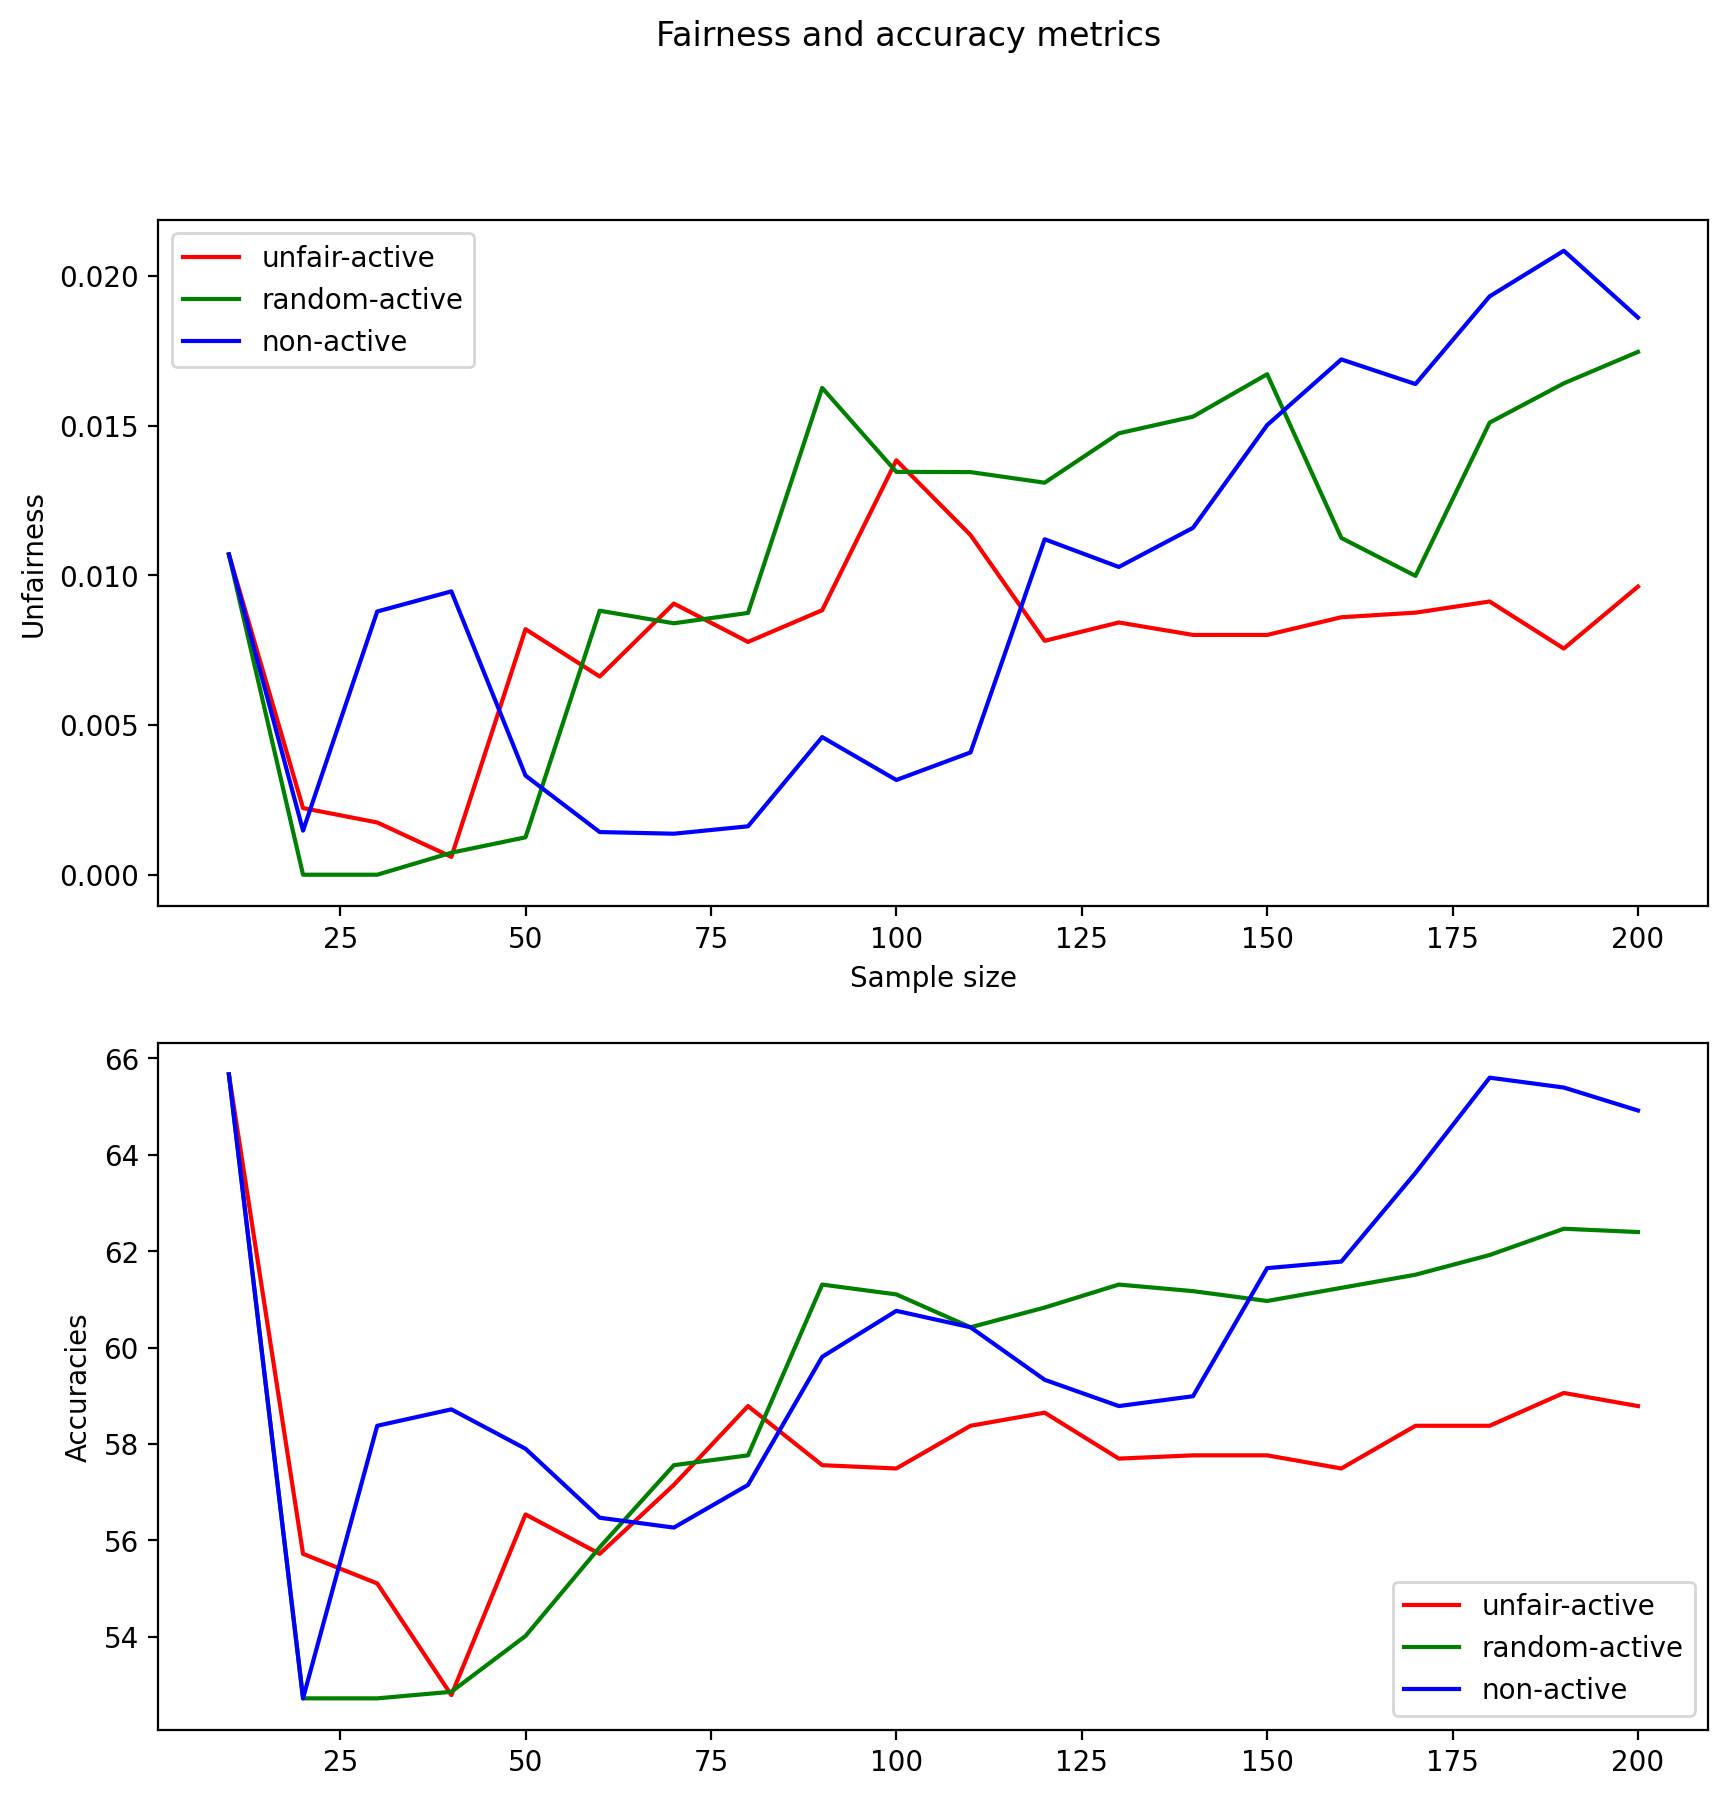 Fairness and accuracy metrics
unfair-active
random-active
non-active
0.020
0.015
0.010
0.005
0.000
Unfairness
25 50 75 100 125 150 175 200
Sample size
66
64
62
60
58
56
54
Accuracies
unfair-active
random-active
non-active
25 50 75 100 125 150 175 200